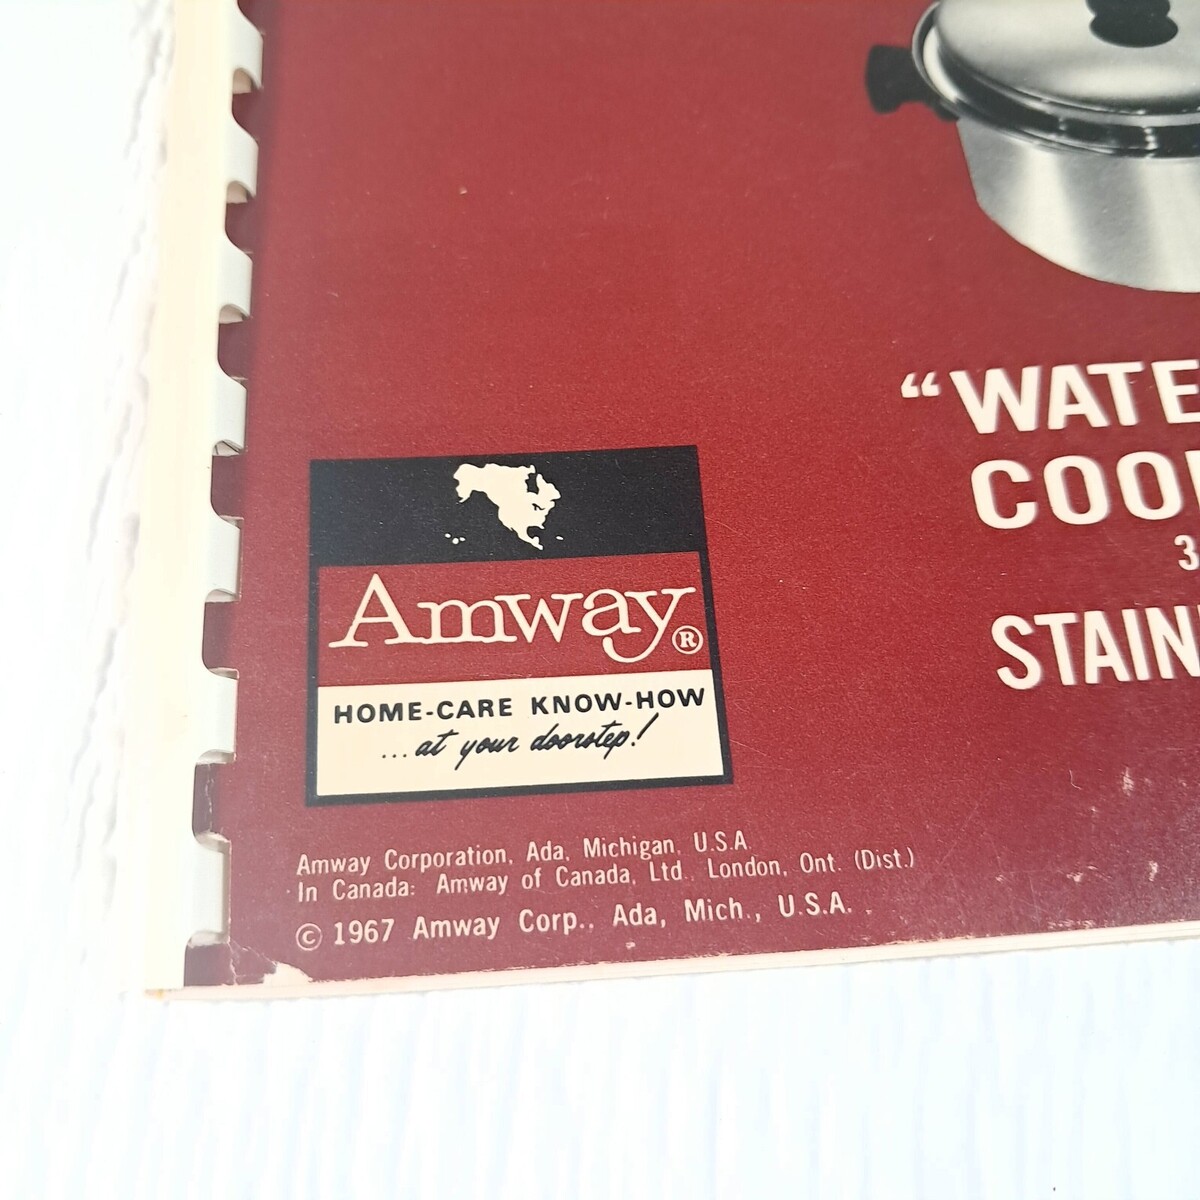 Amway®
HOME-CARE KNOW-HOW
...at your doorstep!
Amway Corporation, Ada, Michigan, U.S.A.
In Canada: Amway of Canada, Ltd. London, Ont. (Dist.)
© 1967 Amway Corp., Ada, Mich., U.S.A.
“WATE
COO
3
STAIN